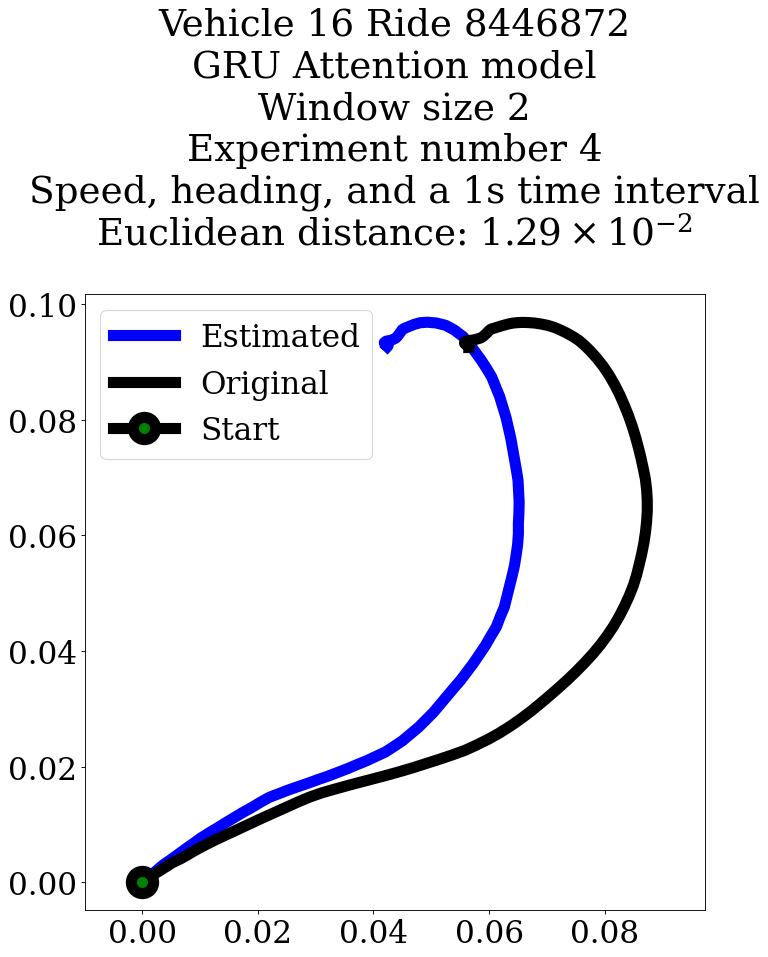 Vehicle 16 Ride 8446872
GRU Attention model
Window size 2
Experiment number 4
Speed, heading, and a 1s time interval
Euclidean distance: 1.29 × 10⁻²
0.10
0.08
0.06
0.04
0.02
0.00
Estimated
Original
Start
0.00 0.02 0.04 0.06 0.08